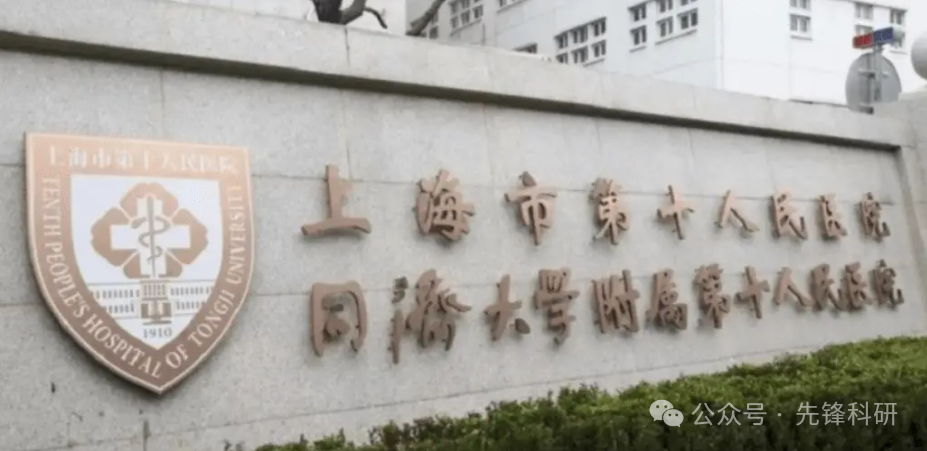 上海市第十人民医院
TENTH PEOPLE'S HOSPITAL OF TONGJI UNIVERSITY
1910
上海市第十人民医院
同济大学附属第十人民医院
公众号·先锋科研